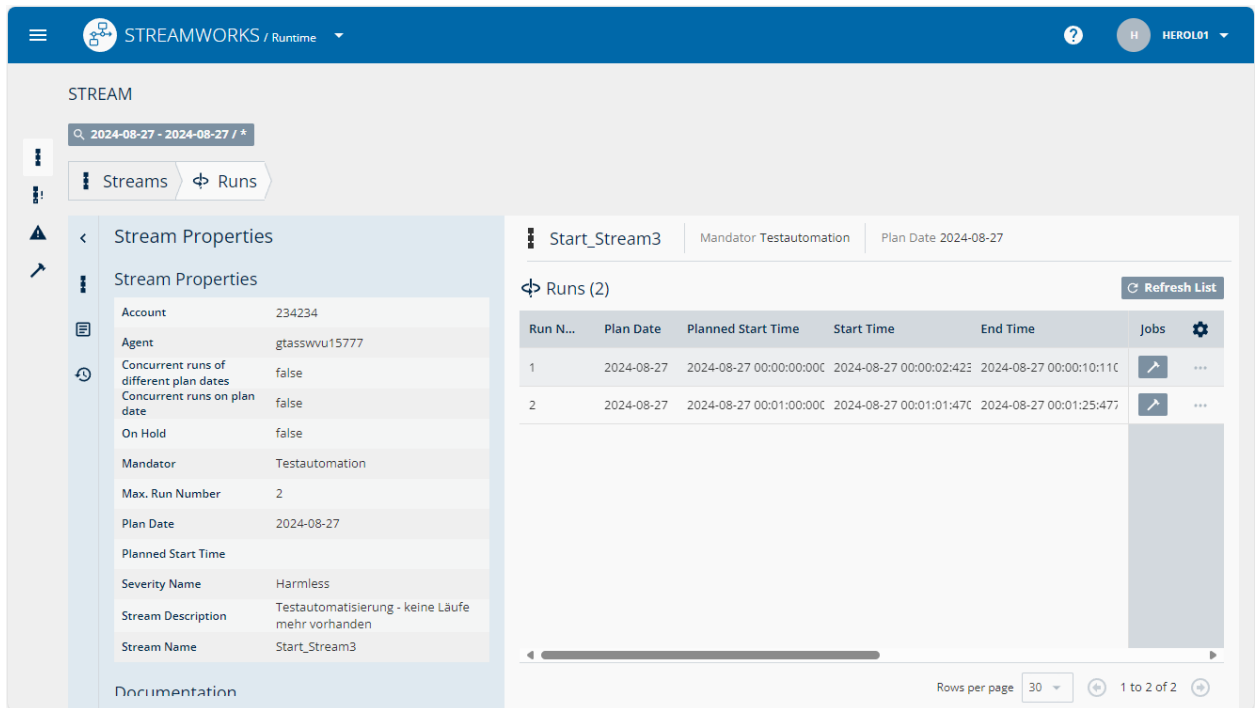 STREAMWORKS / Runtime
H HEROL01
STREAM
2024-08-27 - 2024-08-27 / *
Streams Runs
Stream Properties
Stream Properties
Account 234234
Agent gtasswvu15777
Concurrent runs of
different plan dates false
Concurrent runs on plan
date false
On Hold false
Mandator Testautomation
Max. Run Number 2
Plan Date 2024-08-27
Planned Start Time
Severity Name Harmless
Stream Description Testautomatisierung - keine Läufe
mehr vorhanden
Stream Name Start_Stream3
Documentation
Start_Stream3 Mandator Testautomation Plan Date 2024-08-27
Runs (2) Refresh List
Run N... Plan Date Planned Start Time Start Time End Time Jobs
1 2024-08-27 2024-08-27 00:00:00:000 2024-08-27 00:00:02:423 2024-08-27 00:00:10:110 ...
2 2024-08-27 2024-08-27 00:01:00:000 2024-08-27 00:01:01:470 2024-08-27 00:01:25:477 ...
Rows per page 30 1 to 2 of 2